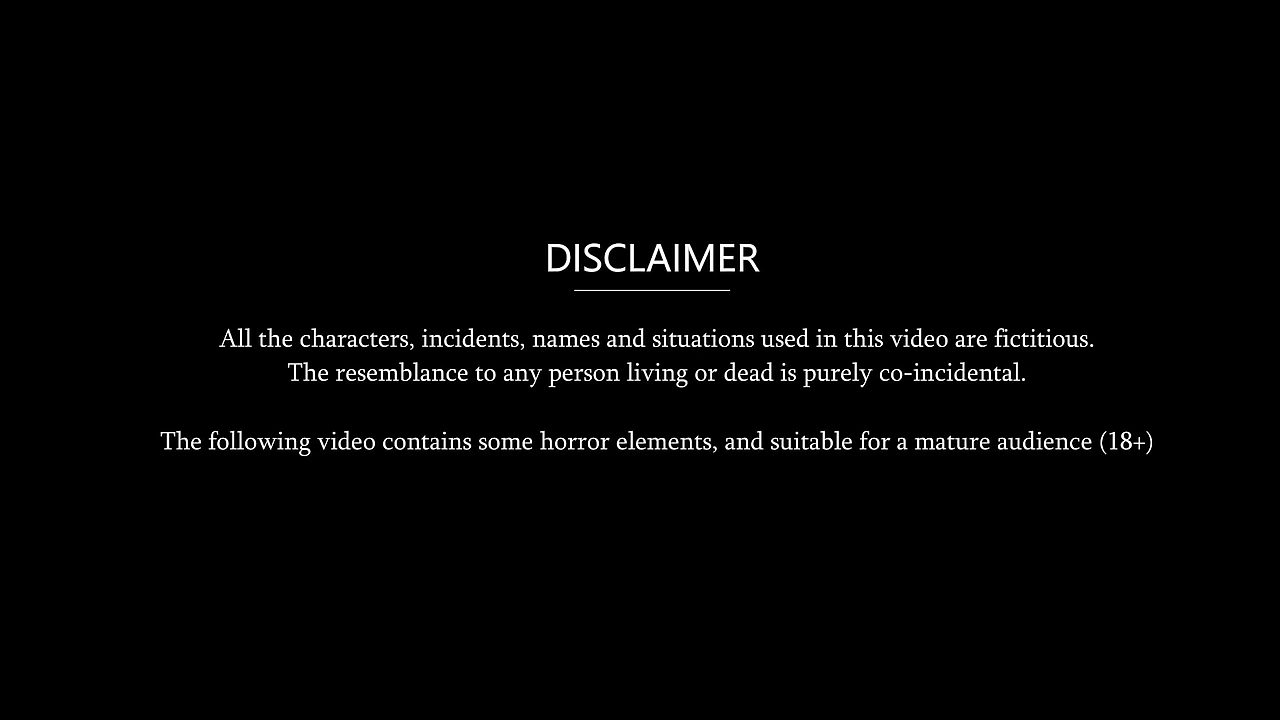 DISCLAIMER
All the characters, incidents, names and situations used in this video are fictitious.
The resemblance to any person living or dead is purely co-incidental.
The following video contains some horror elements, and suitable for a mature audience (18+)